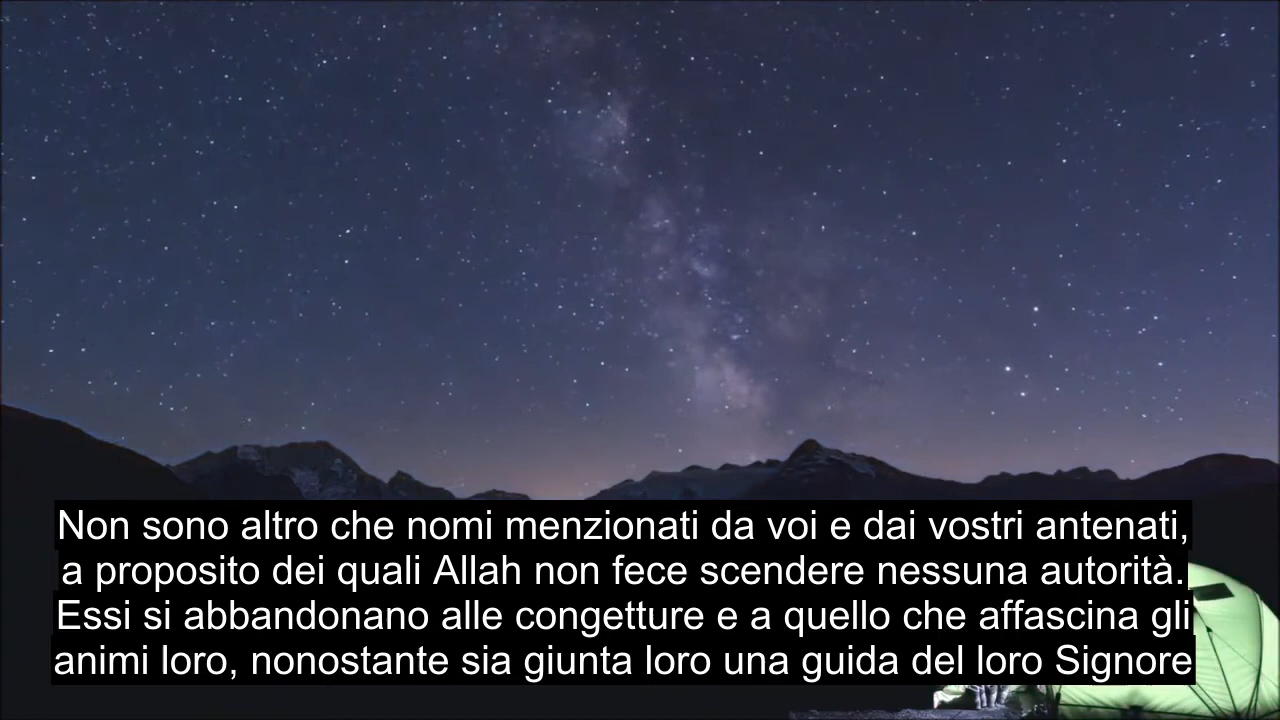 Non sono altro che nomi menzionati da voi e dai vostri antenati,
a proposito dei quali Allah non fece scendere nessuna autorità.
Essi si abbandonano alle congetture e a quello che affascina gli
animi loro, nonostante sia giunta loro una guida del loro Signore